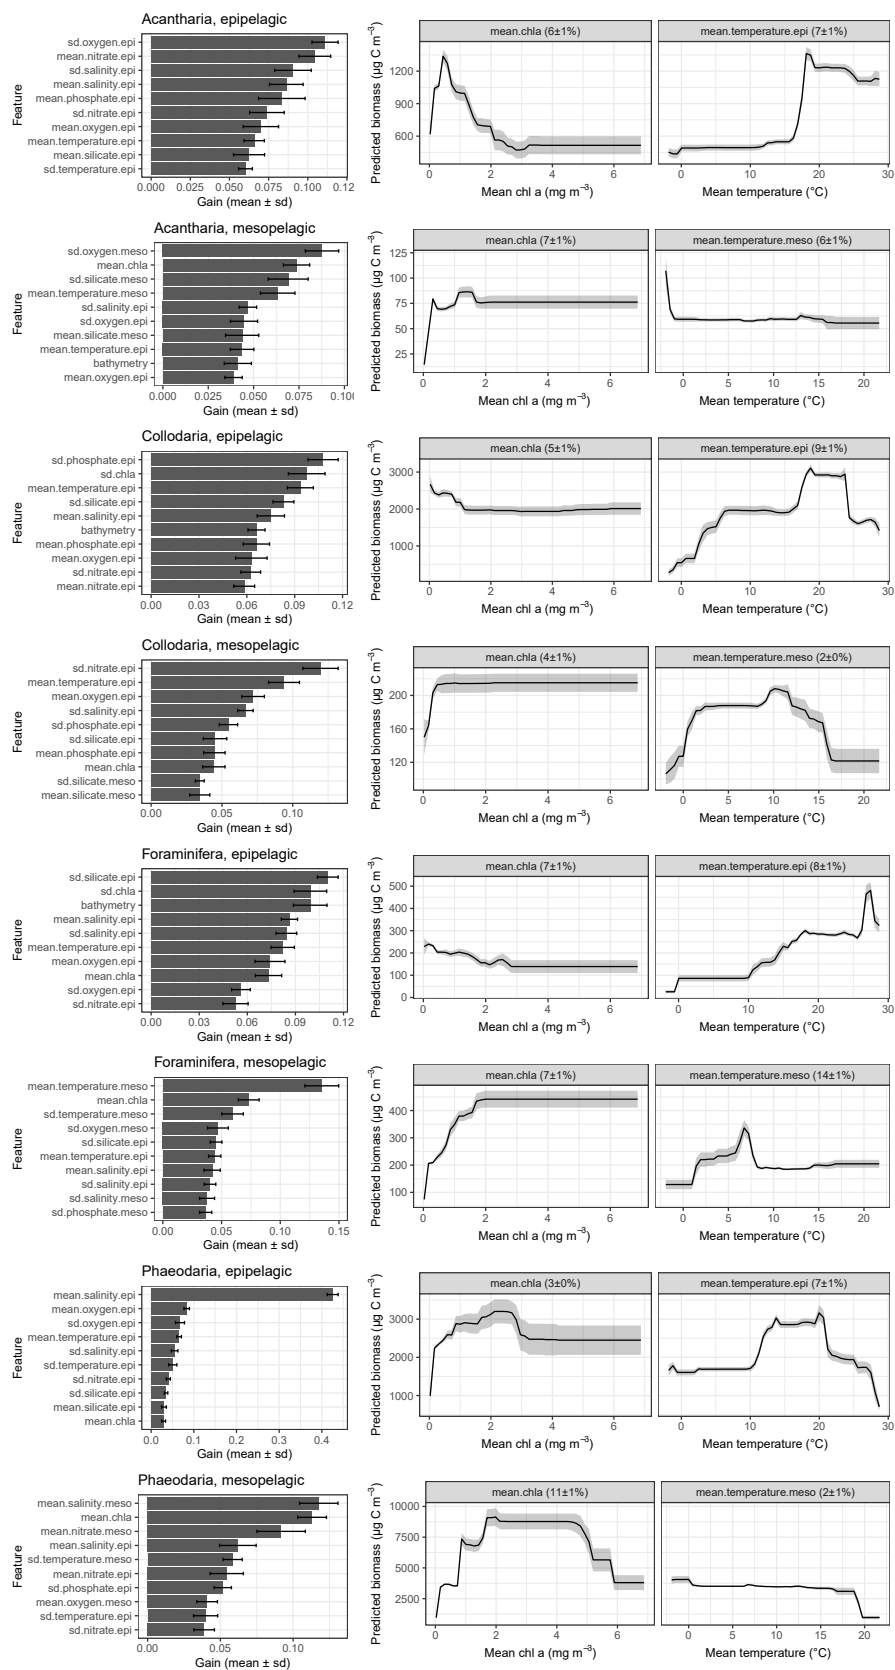 Acantharia, epipelagic
Feature
sd.oxygen.epi
mean.nitrate.epi
sd.salinity.epi
mean.salinity.epi
mean.phosphate.epi
sd.nitrate.epi
mean.oxygen.epi
mean.temperature.epi
mean.silicate.epi
sd.temperature.epi
0.000 0.025 0.050 0.075 0.100 0.12
Gain (mean ± sd)
Predicted biomass (µg C m⁻³)
mean.chla (6±1%)
1200
900
600
0 2 4 6
Mean chl a (mg m⁻³)
mean.temperature.epi (7±1%)
0 10 20 30
Mean temperature (°C)
Acantharia, mesopelagic
Feature
sd.oxygen.meso
mean.chla
sd.silicate.meso
mean.temperature.meso
sd.salinity.epi
sd.oxygen.epi
mean.silicate.meso
mean.temperature.epi
bathymetry
mean.oxygen.epi
0.000 0.025 0.050 0.075 0.100
Gain (mean ± sd)
Predicted biomass (µg C m⁻³)
mean.chla (7±1%)
125
100
75
50
25
0 2 4 6
Mean chl a (mg m⁻³)
mean.temperature.meso (6±1%)
0 5 10 15 20
Mean temperature (°C)
Collodaria, epipelagic
Feature
sd.phosphate.epi
sd.chla
mean.temperature.epi
sd.silicate.epi
mean.salinity.epi
bathymetry
mean.phosphate.epi
mean.oxygen.epi
sd.nitrate.epi
mean.nitrate.epi
0.00 0.03 0.06 0.09 0.12
Gain (mean ± sd)
Predicted biomass (µg C m⁻³)
mean.chla (5±1%)
3000
2000
1000
0 2 4 6
Mean chl a (mg m⁻³)
mean.temperature.epi (9±1%)
0 10 20 30
Mean temperature (°C)
Collodaria, mesopelagic
Feature
sd.nitrate.epi
mean.temperature.epi
mean.oxygen.epi
sd.salinity.epi
sd.phosphate.epi
sd.silicate.epi
mean.phosphate.epi
mean.chla
sd.silicate.meso
mean.silicate.meso
0.00 0.05 0.10
Gain (mean ± sd)
Predicted biomass (µg C m⁻³)
mean.chla (4±1%)
200
160
120
0 2 4 6
Mean chl a (mg m⁻³)
mean.temperature.meso (2±0%)
0 5 10 15 20
Mean temperature (°C)
Foraminifera, epipelagic
Feature
sd.silicate.epi
sd.chla
bathymetry
mean.salinity.epi
sd.salinity.epi
mean.temperature.epi
mean.oxygen.epi
mean.chla
sd.oxygen.epi
sd.nitrate.epi
0.00 0.03 0.06 0.09 0.12
Gain (mean ± sd)
Predicted biomass (µg C m⁻³)
mean.chla (7±1%)
500
400
300
200
100
0
0 2 4 6
Mean chl a (mg m⁻³)
mean.temperature.epi (8±1%)
0 10 20 30
Mean temperature (°C)
Foraminifera, mesopelagic
Feature
mean.temperature.meso
mean.chla
sd.temperature.meso
sd.oxygen.meso
sd.silicate.epi
mean.temperature.epi
mean.salinity.epi
sd.salinity.epi
sd.salinity.meso
sd.phosphate.meso
0.00 0.05 0.10 0.15
Gain (mean ± sd)
Predicted biomass (µg C m⁻³)
mean.chla (7±1%)
400
300
200
100
0 2 4 6
Mean chl a (mg m⁻³)
mean.temperature.meso (14±1%)
0 5 10 15 20
Mean temperature (°C)
Phaeodaria, epipelagic
Feature
mean.salinity.epi
mean.oxygen.epi
sd.oxygen.epi
mean.temperature.epi
sd.salinity.epi
sd.temperature.epi
sd.nitrate.epi
sd.silicate.epi
mean.silicate.epi
mean.chla
0.0 0.1 0.2 0.3 0.4
Gain (mean ± sd)
Predicted biomass (µg C m⁻³)
mean.chla (3±0%)
3000
2000
1000
0 2 4 6
Mean chl a (mg m⁻³)
mean.temperature.epi (7±1%)
0 10 20 30
Mean temperature (°C)
Phaeodaria, mesopelagic
Feature
mean.salinity.meso
mean.chla
mean.nitrate.meso
mean.salinity.epi
sd.temperature.meso
mean.nitrate.epi
sd.phosphate.epi
mean.oxygen.meso
sd.temperature.epi
sd.nitrate.epi
0.00 0.05 0.10
Gain (mean ± sd)
Predicted biomass (µg C m⁻³)
mean.chla (11±1%)
10000
7500
5000
2500
0 2 4 6
Mean chl a (mg m⁻³)
mean.temperature.meso (2±1%)
0 5 10 15 20
Mean temperature (°C)